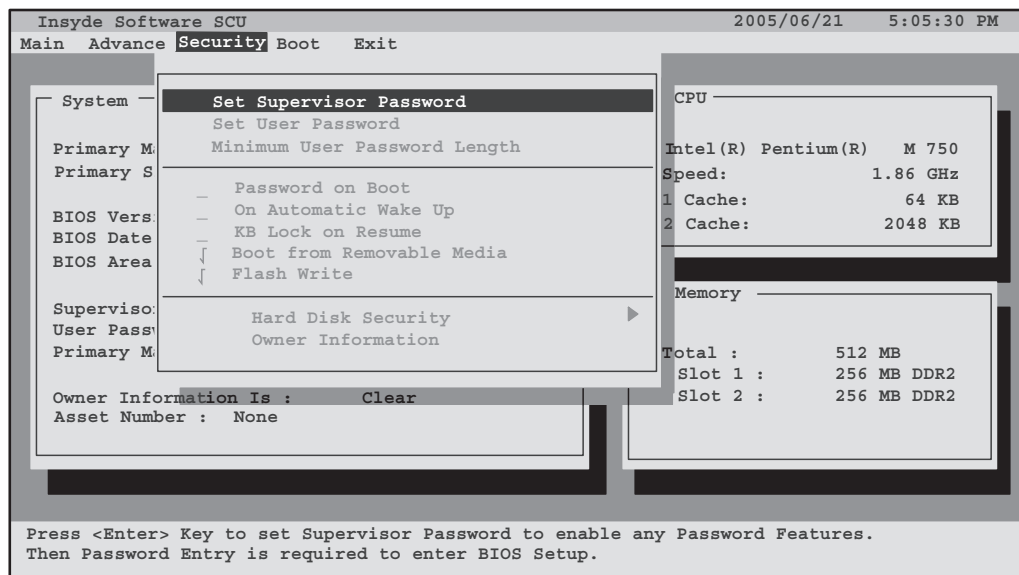 Insyde Software SCU 2005/06/21 5:05:30 PM
Main Advance Security Boot Exit
System
Set Supervisor Password
Set User Password
Minimum User Password Length
Password on Boot
On Automatic Wake Up
KB Lock on Resume
Boot from Removable Media
Flash Write
Hard Disk Security
Owner Information
Primary M
Primary S
BIOS Vers
BIOS Date
BIOS Area
Superviso
User Passw
Primary M
Owner Information Is : Clear
Asset Number : None
CPU
Intel(R) Pentium(R) M 750
Speed: 1.86 GHz
1 Cache: 64 KB
2 Cache: 2048 KB
Memory
Total : 512 MB
Slot 1 : 256 MB DDR2
Slot 2 : 256 MB DDR2
Press <Enter> Key to set Supervisor Password to enable any Password Features.
Then Password Entry is required to enter BIOS Setup.